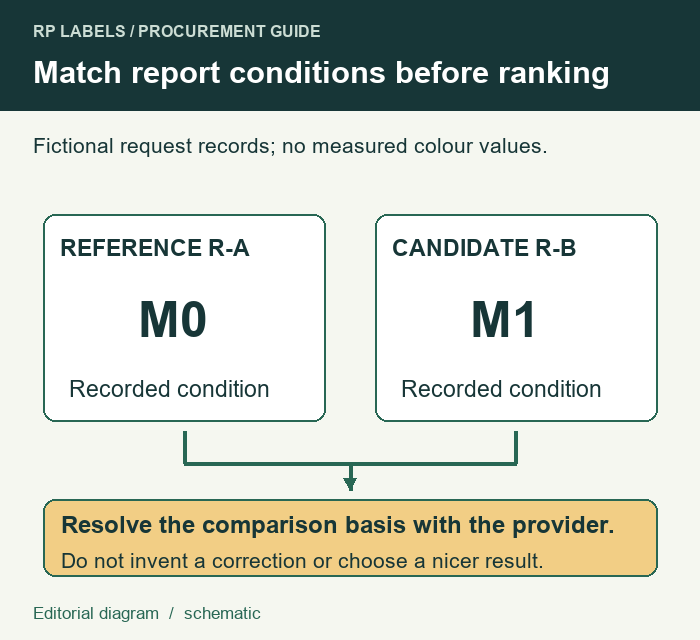 RP LABELS / PROCUREMENT GUIDE
Match report conditions before ranking
Fictional request records; no measured colour values.
REFERENCE R-A
M0
Recorded condition
CANDIDATE R-B
M1
Recorded condition
Resolve the comparison basis with the provider.
Do not invent a correction or choose a nicer result.
Editorial diagram / schematic